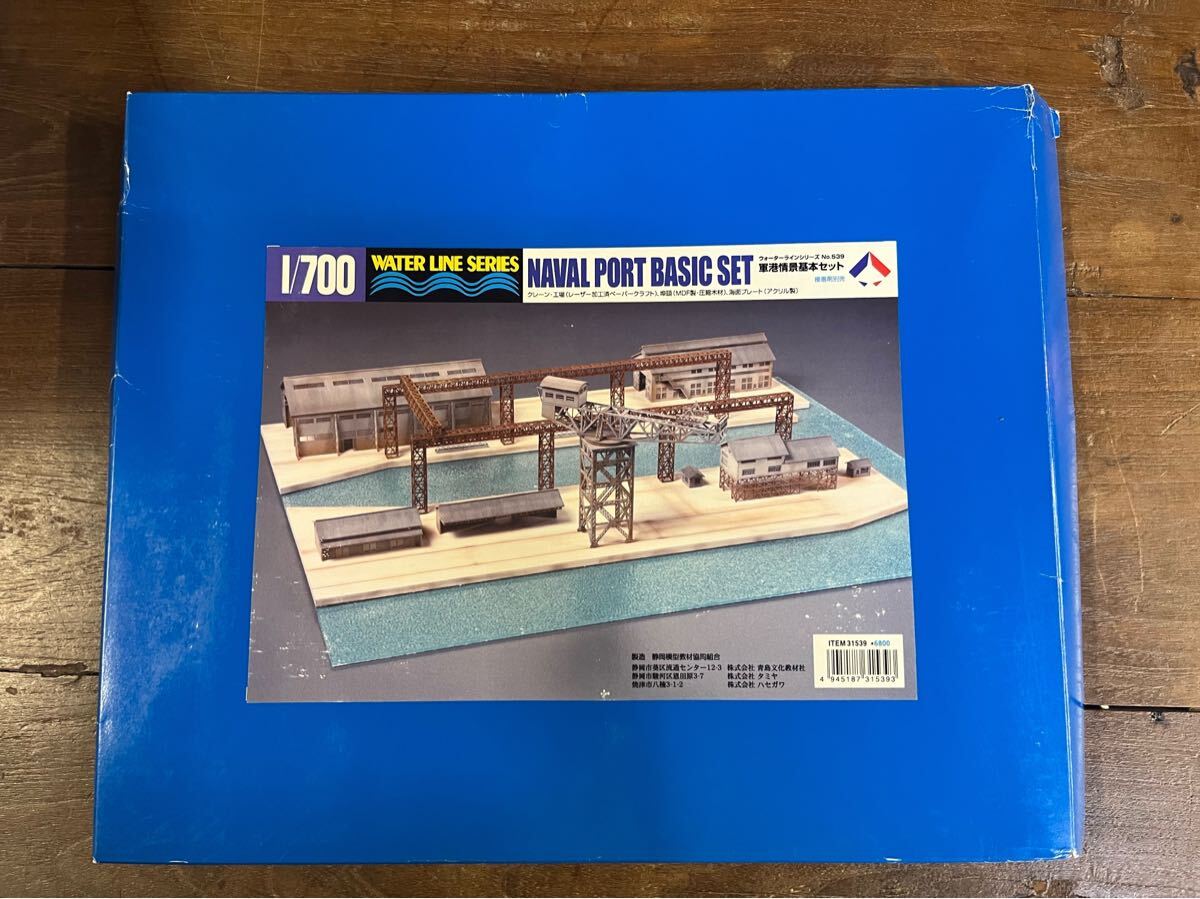 1/700
WATER LINE SERIES
NAVAL PORT BASIC SET
ウォーターラインシリーズ No.539
軍港情景基本セット
接着剤別売
クレーン・工場(レーザー加工済ペーパークラフト)、埠頭(MDF製・圧縮木材)、海面プレート(アクリル製)
ITEM 31539 •6800
4 945187 315393
製造 静岡模型教材協同組合
静岡市葵区流通センター12-3 株式会社 青島文化教材社
静岡市駿河区恩田原3-7 株式会社 タミヤ
焼津市八楠3-1-2 株式会社 ハセガワ